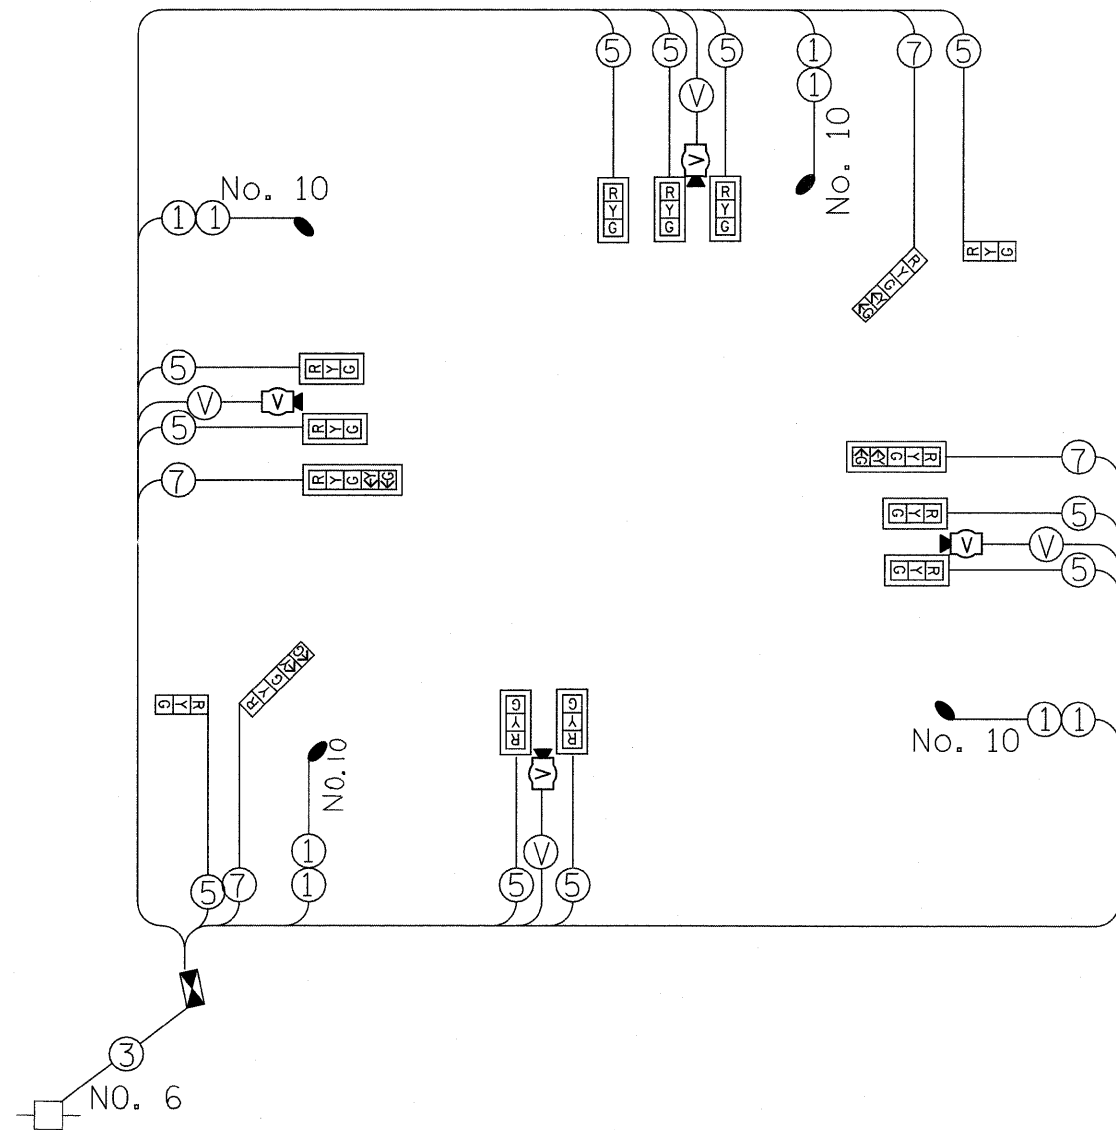 5 5 5 1 7 5
V 1
V
No. 10
No. 10
1 1
R Y G
R Y G
R Y G
R Y G
R Y G Y G
5 R Y G
V V
5 R Y G
7 R Y G Y G
G Y G Y R 7
G Y R 5
V V
G Y R 5
G Y R
R Y G Y G
G Y R
G Y R
No. 10
1 1
NO.10
V
1 V
5 7 1 5 5
3
NO. 6